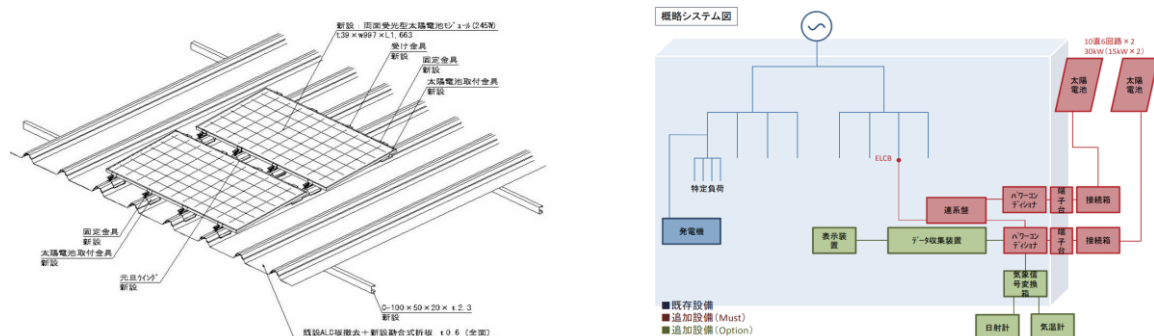 新設：両面受光型太陽電池ﾓｼﾞｭｰﾙ(245W)
t39×w997×L1,663
受け金具
新設
固定金具
新設
太陽電池取付金具
新設
固定金具
新設
太陽電池取付金具
新設
元旦ｳｲﾝｸﾞ
新設
C-100×50×20×t2.3
新設
既設ALC板撤去＋新設勘合式折板 t0.6 (全面)
概略システム図
10直6回路×2
30kW(15kW×2)
太陽
電池
太陽
電池
ELCB
特定負荷
発電機
連系盤
ﾊﾟﾜｰｺﾝ
ﾃﾞｨｼｮﾅ
端
子
台
接続箱
表示装
置
データ収集装置
ﾊﾟﾜｰｺﾝ
ﾃﾞｨｼｮﾅ
端
子
台
接続箱
気象信
号変換
箱
日射計
気温計
■既存設備
■追加設備(Must)
■追加設備(Option)